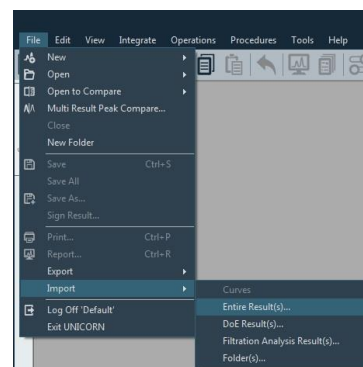 File Edit View Integrate Operations Procedures Tools Help
New
Open
Open to Compare
Multi Result Peak Compare...
Close
New Folder
Save Ctrl+S
Save All
Save As...
Sign Result...
Print... Ctrl+P
Report... Ctrl+R
Export
Import
Curves
Log Off 'Default'
Entire Result(s)...
Exit UNICORN
DoE Result(s)...
Filtration Analysis Result(s)...
Folder(s)...